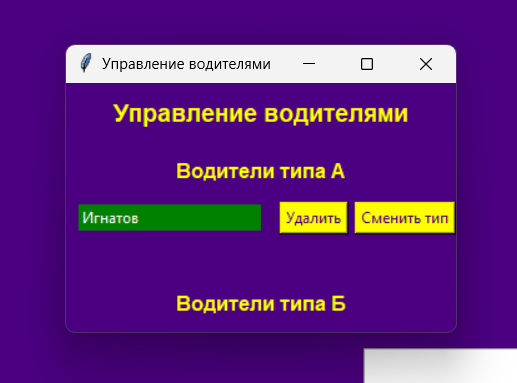 Управление водителями
Управление водителями
Водители типа А
Игнатов Удалить Сменить тип
Водители типа Б